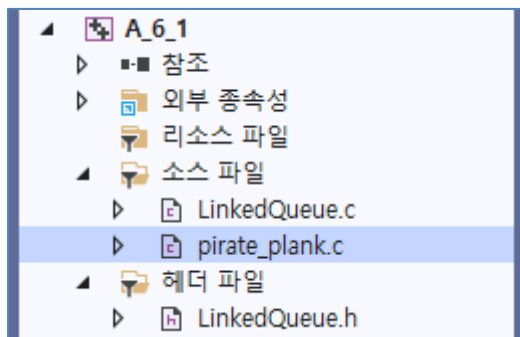 A_6_1
참조
외부 종속성
리소스 파일
소스 파일
LinkedQueue.c
pirate_plank.c
헤더 파일
LinkedQueue.h